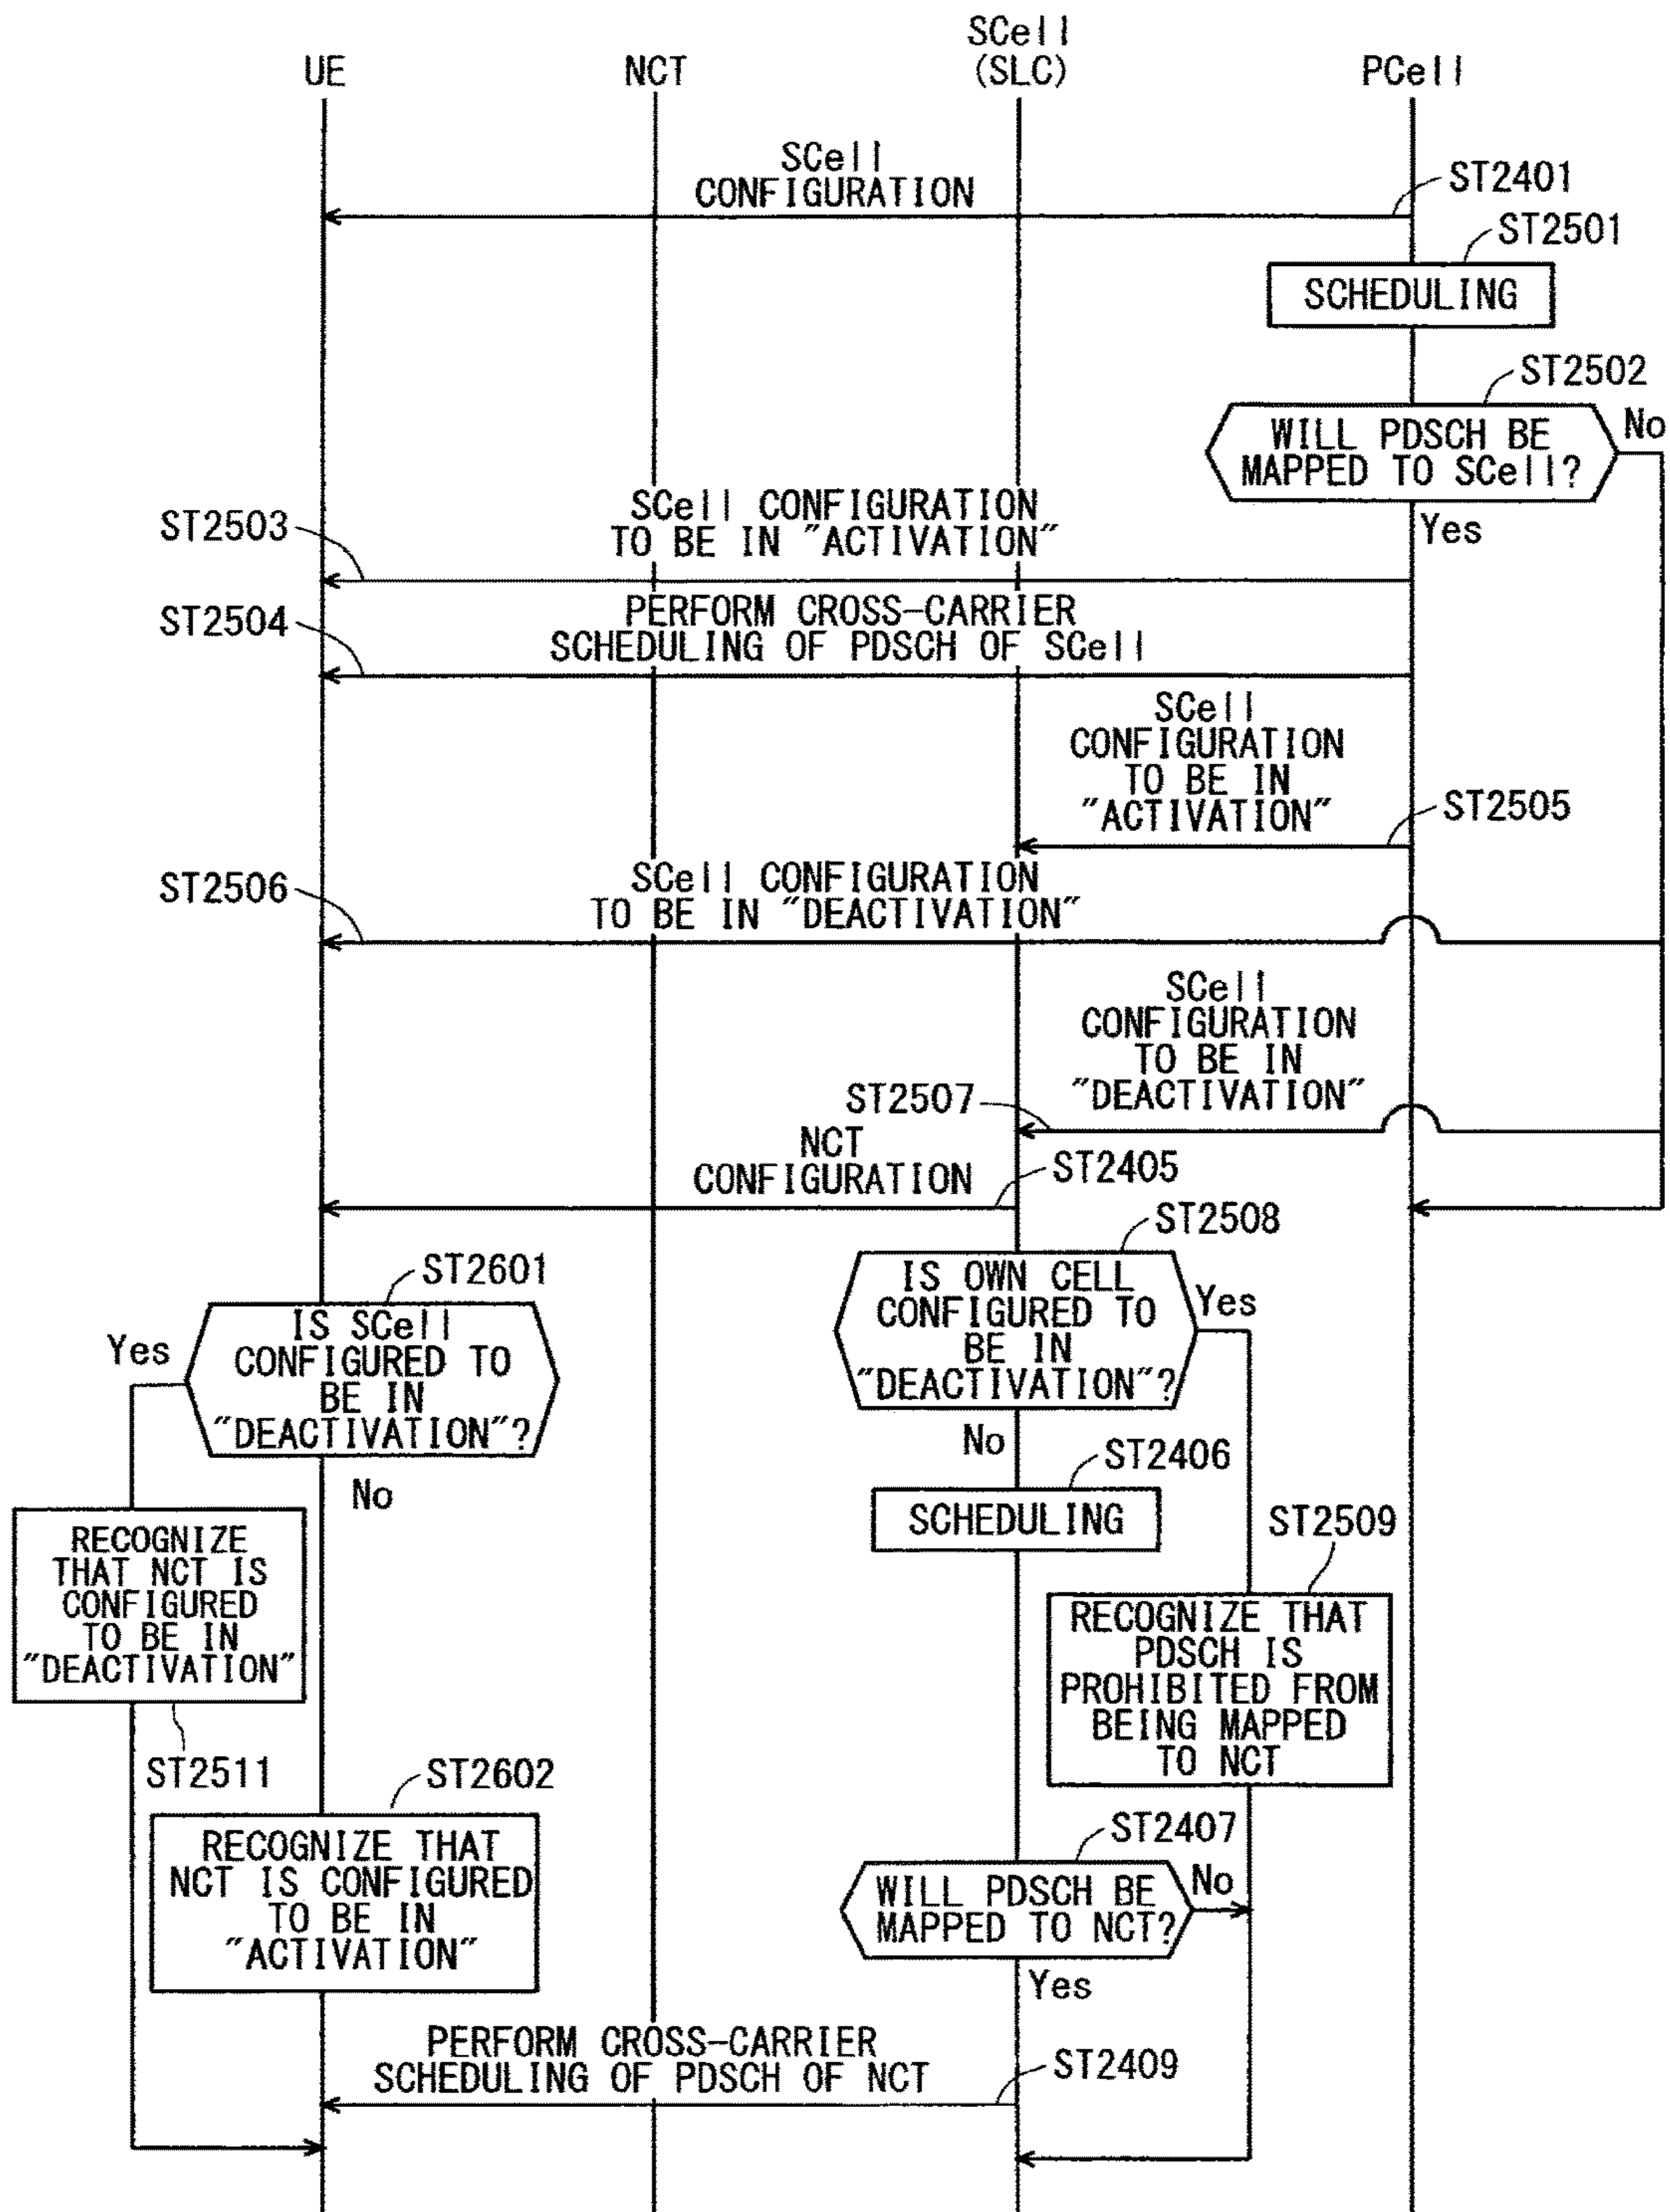 UE
NCT
SCell
(SLC)
PCell
SCell
CONFIGURATION
ST2401
ST2501
SCHEDULING
ST2502
WILL PDSCH BE
MAPPED TO SCell?
No
Yes
ST2503
SCell CONFIGURATION
TO BE IN "ACTIVATION"
ST2504
PERFORM CROSS-CARRIER
SCHEDULING OF PDSCH OF SCell
SCell
CONFIGURATION
TO BE IN
"ACTIVATION"
ST2505
ST2506
SCell CONFIGURATION
TO BE IN "DEACTIVATION"
SCell
CONFIGURATION
TO BE IN
"DEACTIVATION"
ST2507
NCT
CONFIGURATION
ST2405
ST2508
IS OWN CELL
CONFIGURED TO
BE IN
"DEACTIVATION"?
Yes
No
ST2601
IS SCell
CONFIGURED TO
BE IN
"DEACTIVATION"?
Yes
No
ST2406
SCHEDULING
ST2509
RECOGNIZE THAT
PDSCH IS
PROHIBITED FROM
BEING MAPPED
TO NCT
RECOGNIZE
THAT NCT IS
CONFIGURED
TO BE IN
"DEACTIVATION"
ST2511
ST2602
RECOGNIZE THAT
NCT IS CONFIGURED
TO BE IN
"ACTIVATION"
ST2407
WILL PDSCH BE
MAPPED TO NCT?
No
Yes
PERFORM CROSS-CARRIER
SCHEDULING OF PDSCH OF NCT
ST2409